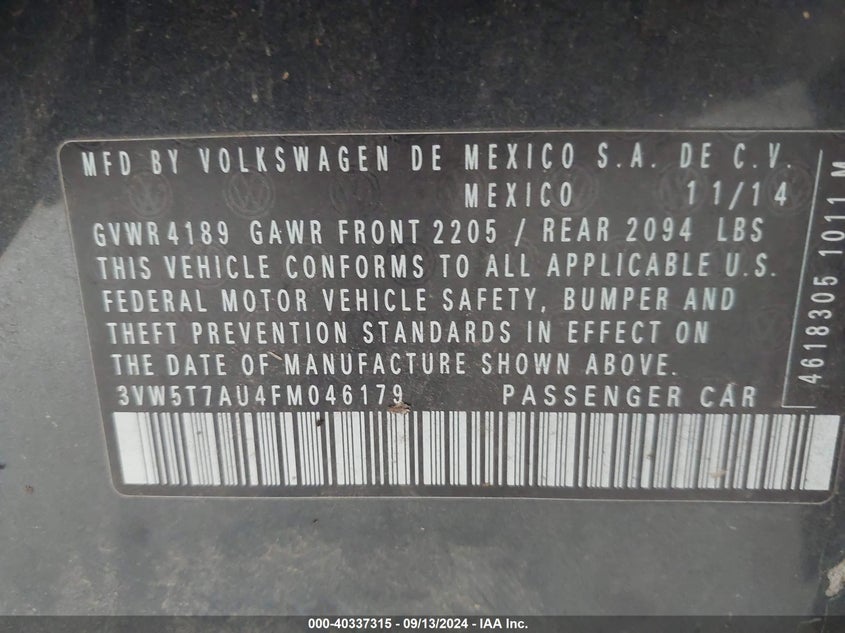 MFD BY VOLKSWAGEN DE MEXICO S.A. DE C.V.
MEXICO 11/14
GVWR 4189 GAWR FRONT 2205 / REAR 2094 LBS
THIS VEHICLE CONFORMS TO ALL APPLICABLE U.S.
FEDERAL MOTOR VEHICLE SAFETY, BUMPER AND
THEFT PREVENTION STANDARDS IN EFFECT ON
THE DATE OF MANUFACTURE SHOWN ABOVE.
3VW5T7AU4FM046179 PASSENGER CAR
4618305 1011 M
000-40337315 - 09/13/2024 - IAA Inc.